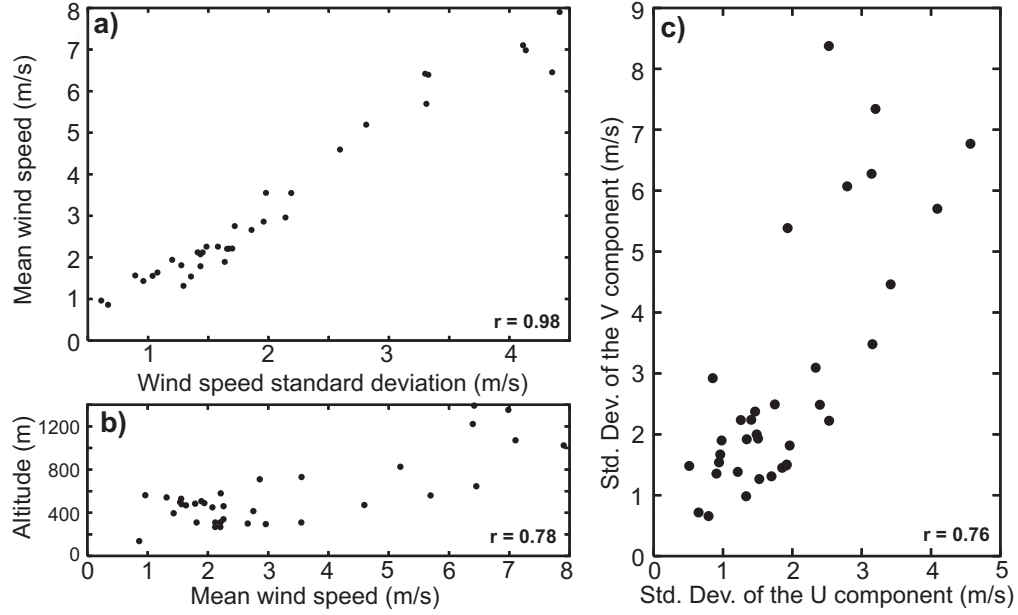 a)
Mean wind speed (m/s)
8
7
6
5
4
3
2
1
0
r = 0.98
1 2 3 4
Wind speed standard deviation (m/s)
b)
Altitude (m)
1200
800
400
0
r = 0.78
0 1 2 3 4 5 6 7 8
Mean wind speed (m/s)
c)
Std. Dev. of the V component (m/s)
9
8
7
6
5
4
3
2
1
0
r = 0.76
0 1 2 3 4 5
Std. Dev. of the U component (m/s)